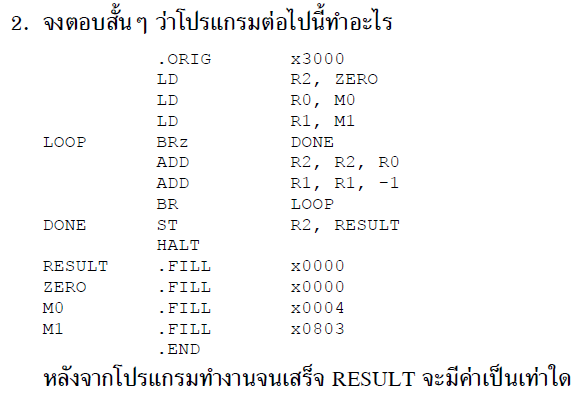 2. จงตอบสั้นๆ ว่าโปรแกรมต่อไปนี้ทำอะไร
.ORIG x3000
LD R2, ZERO
LD R0, M0
LD R1, M1
LOOP BRz DONE
ADD R2, R2, R0
ADD R1, R1, -1
BR LOOP
DONE ST R2, RESULT
HALT
RESULT .FILL x0000
ZERO .FILL x0000
M0 .FILL x0004
M1 .FILL x0803
.END
หลังจากโปรแกรมทำงานจนเสร็จ RESULT จะมีค่าเป็นเท่าใด